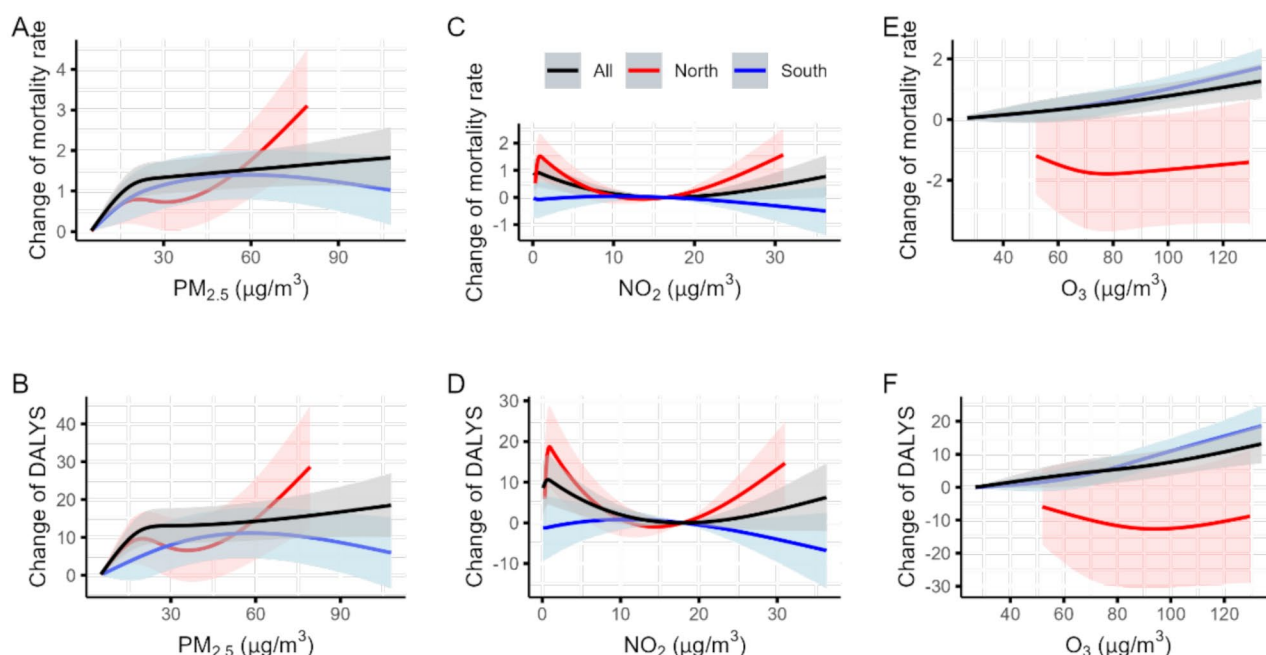 A
Change of mortality rate
4
3
2
1
0
30
60
90
PM2.5 (μg/m3)
C
All North South
Change of mortality rate
2
1
0
-1
0
10
20
30
NO2 (μg/m3)
E
Change of mortality rate
2
0
-2
40
60
80
100
120
O3 (μg/m3)
B
Change of DALYS
40
30
20
10
0
30
60
90
PM2.5 (μg/m3)
D
Change of DALYS
30
20
10
0
-10
0
10
20
30
NO2 (μg/m3)
F
Change of DALYS
20
10
0
-10
-20
-30
40
60
80
100
120
O3 (μg/m3)